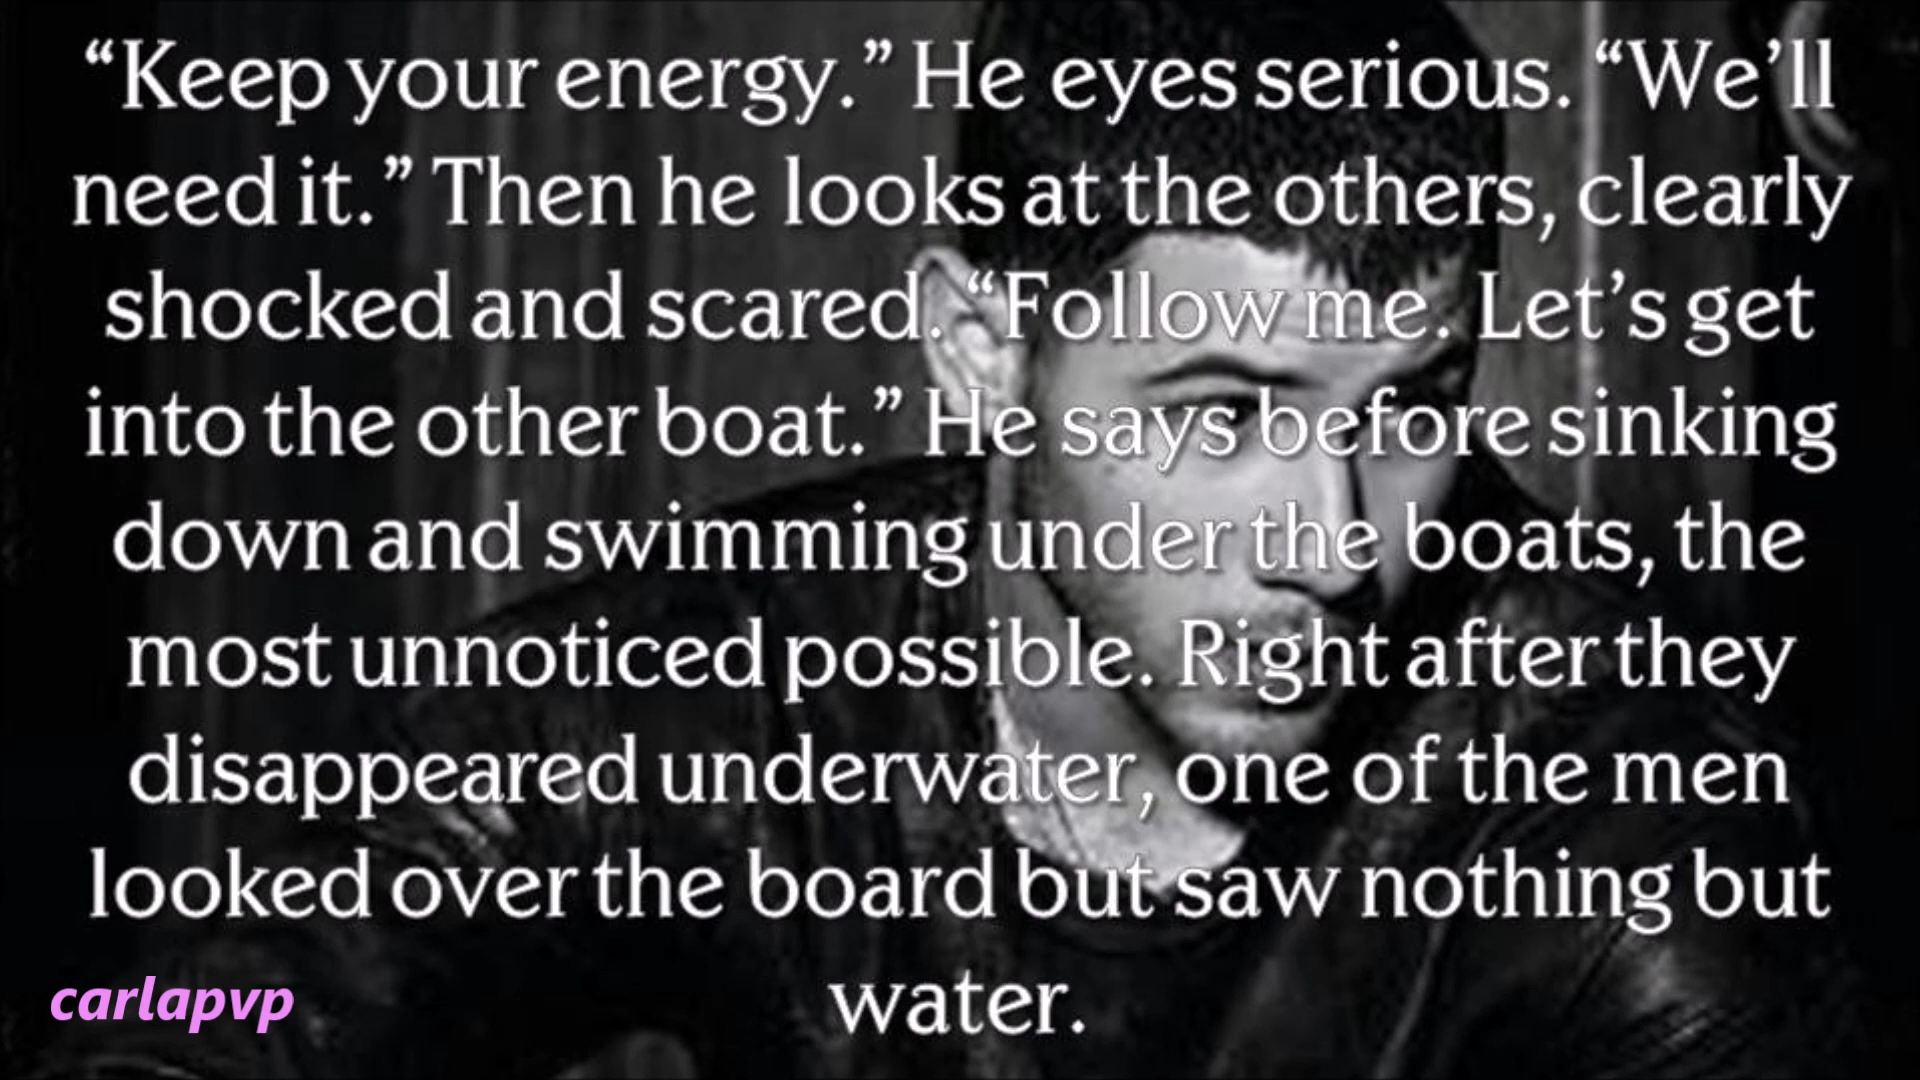 “Keep your energy.” He eyes serious. “We’ll
need it.” Then he looks at the others, clearly
shocked and scared. “Follow me. Let’s get
into the other boat.” He says before sinking
down and swimming under the boats, the
most unnoticed possible. Right after they
disappeared underwater, one of the men
looked over the board but saw nothing but
water.
carlapvp